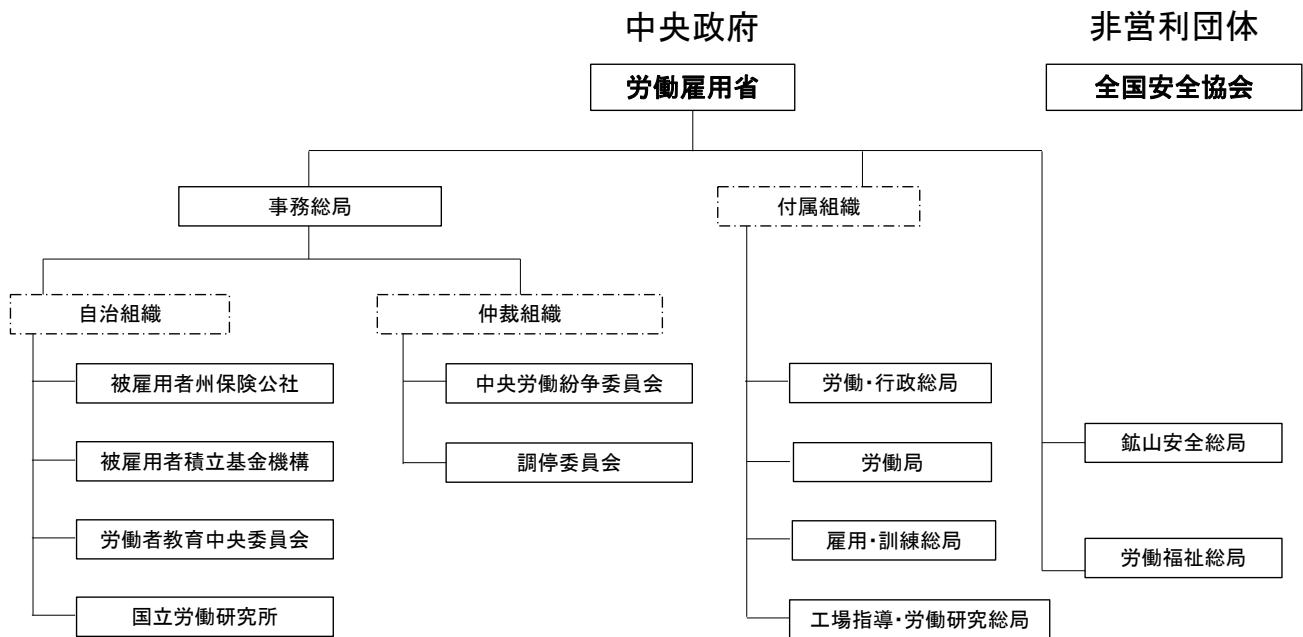 中央政府
非営利団体
労働雇用省
全国安全協会
事務総局
付属組織
自治組織
仲裁組織
被雇用者州保険公社
中央労働紛争委員会
労働・行政総局
鉱山安全総局
被雇用者積立基金機構
調停委員会
労働局
労働者教育中央委員会
雇用・訓練総局
労働福祉総局
国立労働研究所
工場指導・労働研究総局